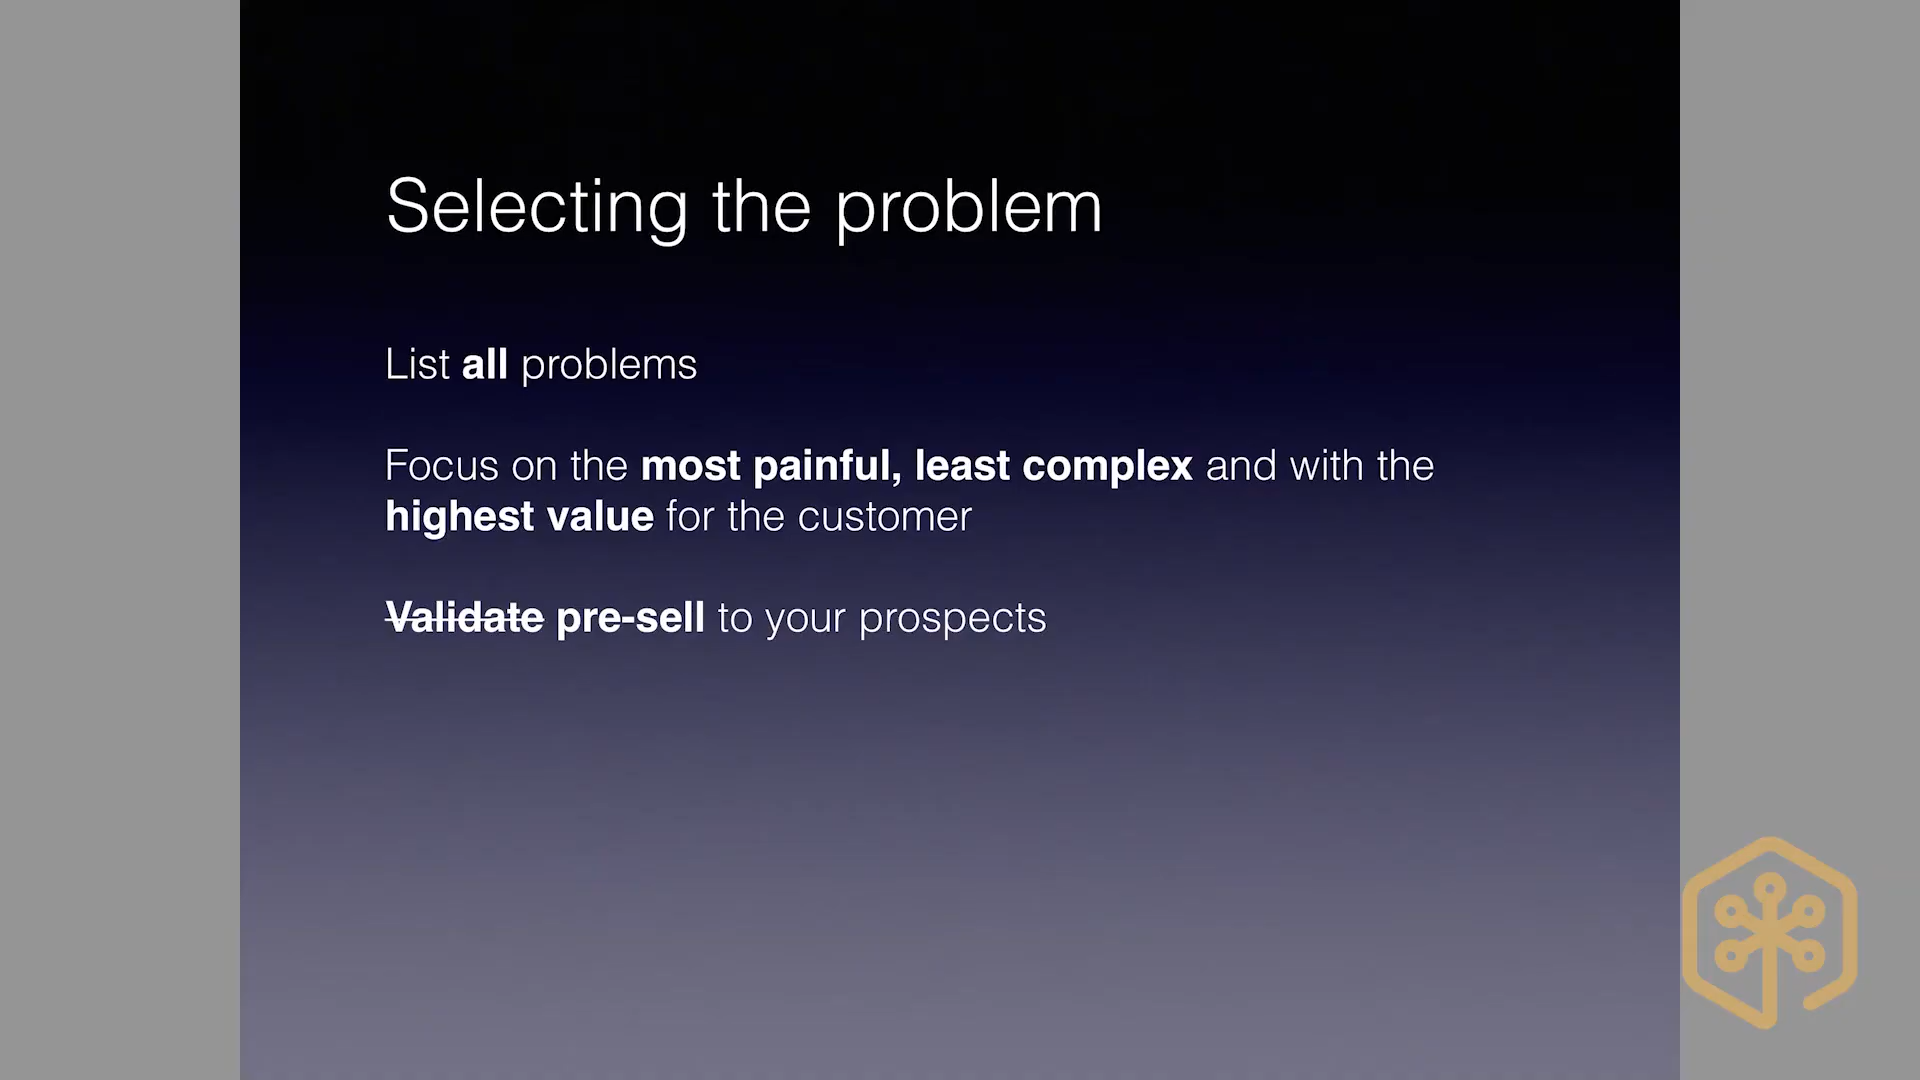 Selecting the problem
List all problems
Focus on the most painful, least complex and with the
highest value for the customer
Validate pre-sell to your prospects